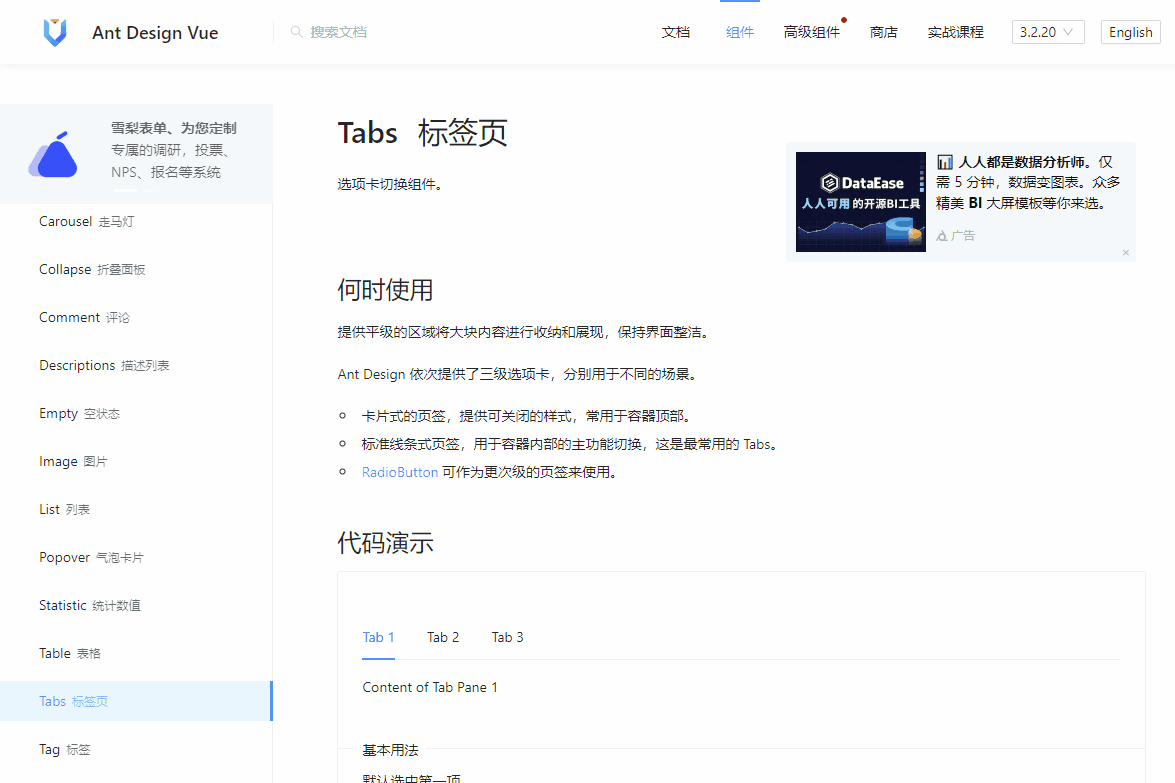 Ant Design Vue
搜索文档
文档
组件
高级组件
商店
实战课程
3.2.20
English
雪梨表单、为您定制
专属的调研，投票、
NPS、报名等系统
Carousel 走马灯
Collapse 折叠面板
Comment 评论
Descriptions 描述列表
Empty 空状态
Image 图片
List 列表
Popover 气泡卡片
Statistic 统计数值
Table 表格
Tabs 标签页
Tag 标签
Tabs 标签页
选项卡切换组件。
DataEase
人人可用的开源BI工具
人人都是数据分析师。仅
需 5 分钟，数据变图表。众多
精美 BI 大屏模板等你来选。
广告
何时使用
提供平级的区域将大块内容进行收纳和展现，保持界面整洁。
Ant Design 依次提供了三级选项卡，分别用于不同的场景。
卡片式的页签，提供可关闭的样式，常用于容器顶部。
标准线条式页签，用于容器内部的主功能切换，这是最常用的 Tabs。
RadioButton 可作为更次级的页签来使用。
代码演示
Tab 1
Tab 2
Tab 3
Content of Tab Pane 1
基本用法
默认选中第一项